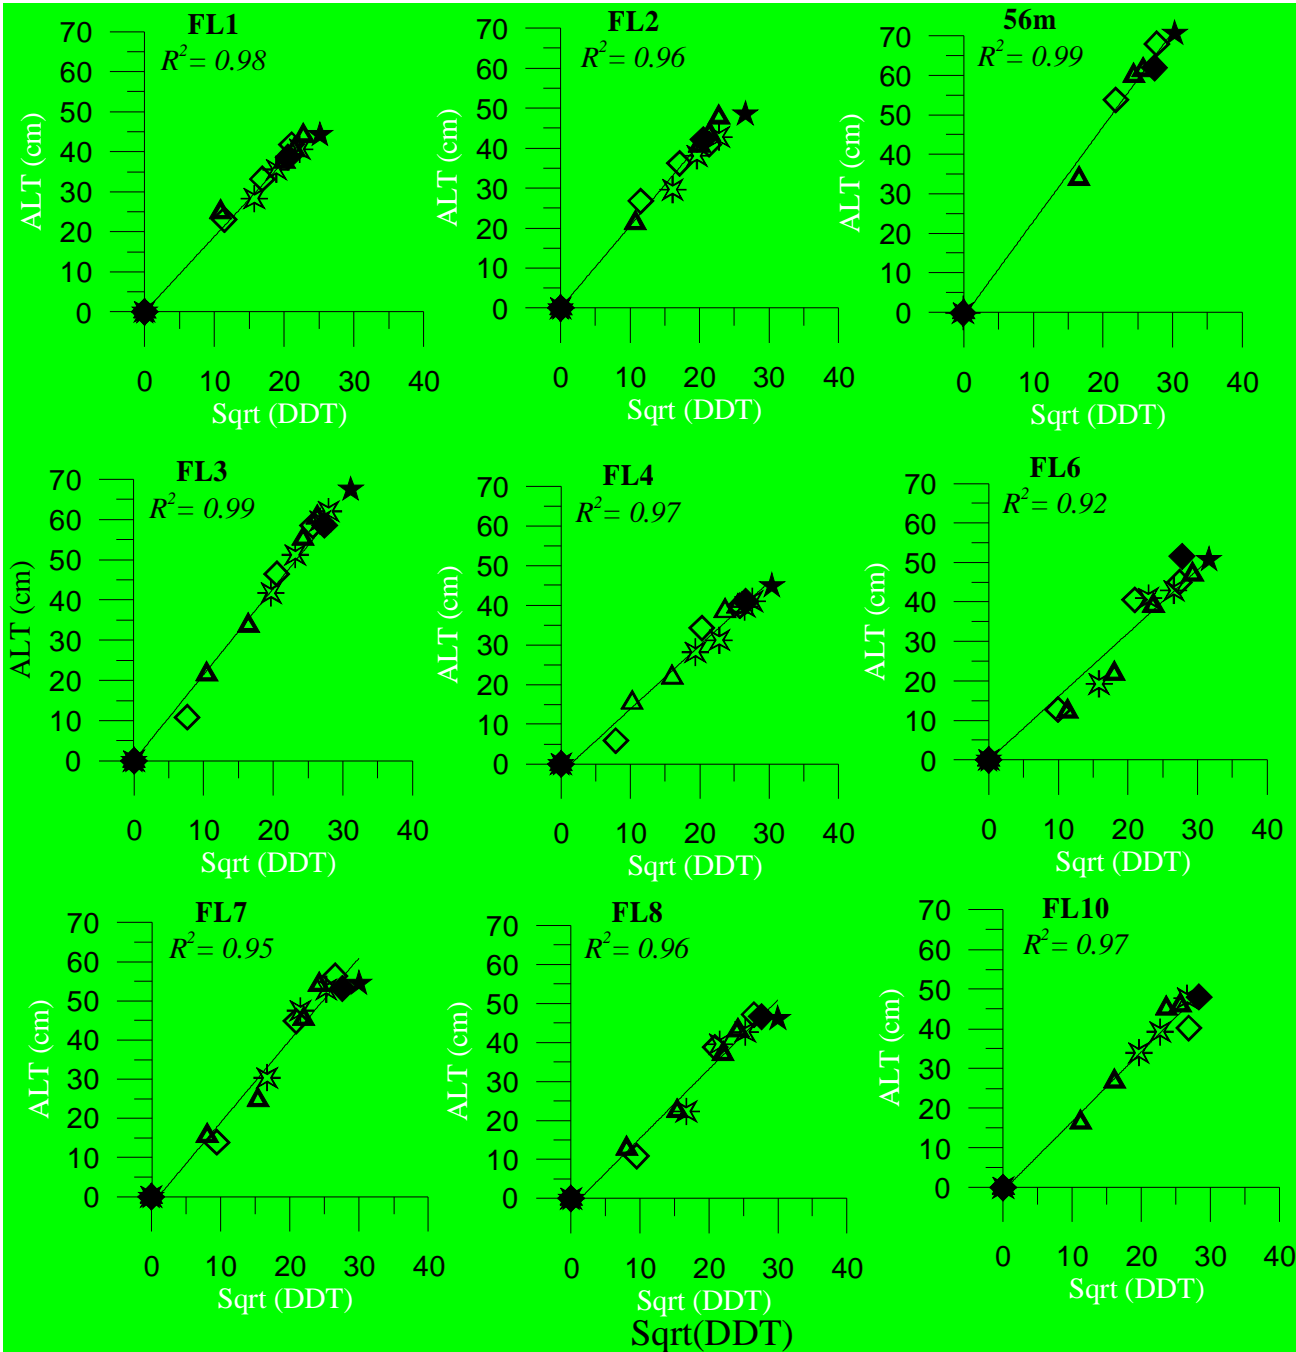 FL1
R2= 0.98
70
60
50
40
30
20
10
0
ALT (cm)
0 10 20 30 40
Sqrt (DDT)
FL2
R2= 0.96
70
60
50
40
30
20
10
0
ALT (cm)
0 10 20 30 40
Sqrt (DDT)
56m
R2= 0.99
70
60
50
40
30
20
10
0
ALT (cm)
0 10 20 30 40
Sqrt (DDT)
FL3
R2= 0.99
70
60
50
40
30
20
10
0
ALT (cm)
0 10 20 30 40
Sqrt (DDT)
FL4
R2= 0.97
70
60
50
40
30
20
10
0
ALT (cm)
0 10 20 30 40
Sqrt (DDT)
FL6
R2= 0.92
70
60
50
40
30
20
10
0
ALT (cm)
0 10 20 30 40
Sqrt (DDT)
FL7
R2= 0.95
70
60
50
40
30
20
10
0
ALT (cm)
0 10 20 30 40
Sqrt (DDT)
FL8
R2= 0.96
70
60
50
40
30
20
10
0
ALT (cm)
0 10 20 30 40
Sqrt (DDT)
FL10
R2= 0.97
70
60
50
40
30
20
10
0
ALT (cm)
0 10 20 30 40
Sqrt (DDT)
Sqrt(DDT)